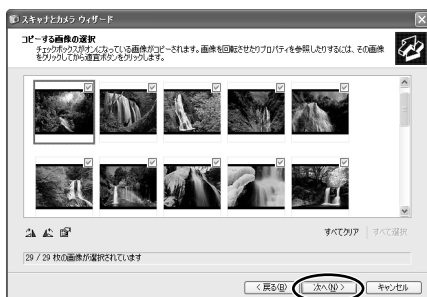 スキャナとカメラ ウィザード
コピーする画像の選択
チェックボックスがオンになっている画像がコピーされます。画像を回転させたりプロパティを参照したりするには、その画像
をクリックしてから適宜ボタンをクリックします。
すべてクリア すべて選択
29 / 29 枚の画像が選択されています
< 戻る(B) 次へ(N) > キャンセル